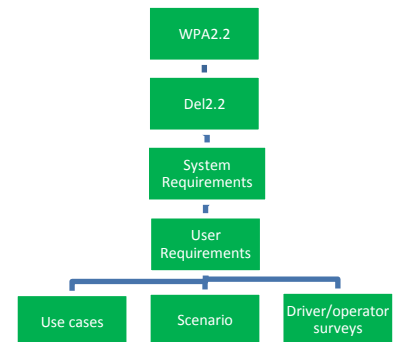 WPA2.2
Del2.2
System
Requirements
User
Requirements
Use cases
Scenario
Driver/operator
surveys